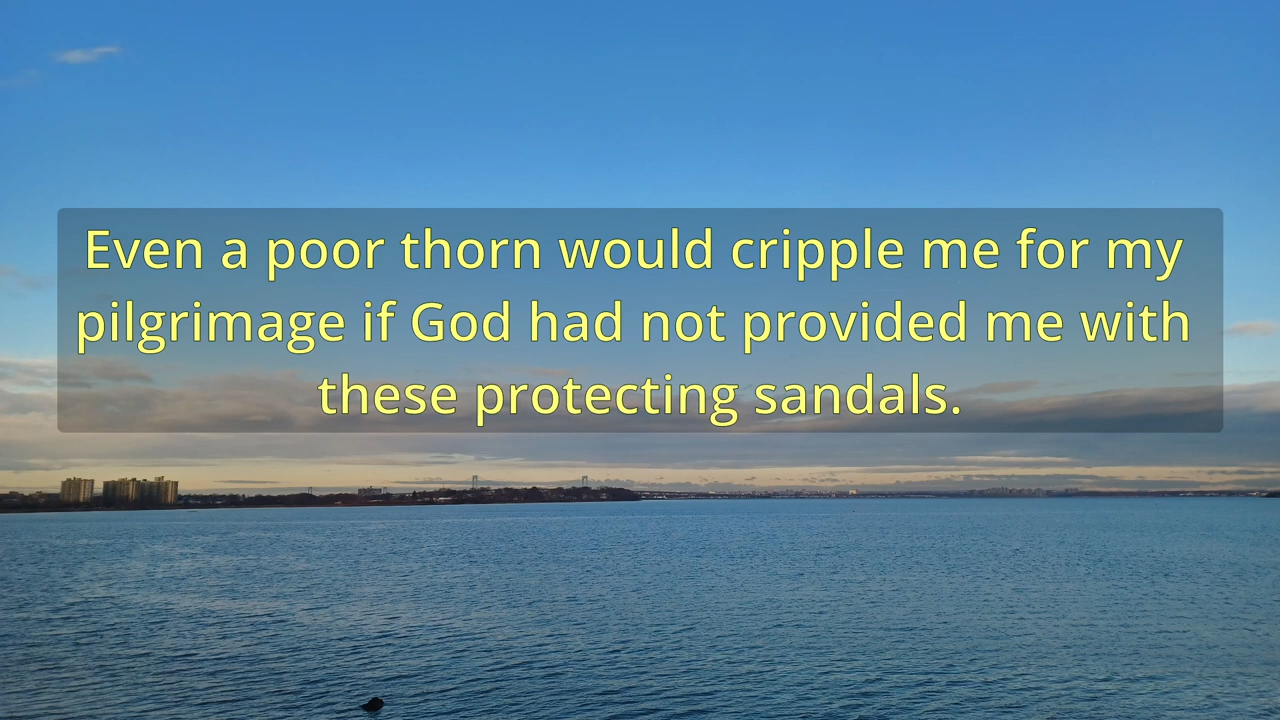 Even a poor thorn would cripple me for my
pilgrimage if God had not provided me with
these protecting sandals.